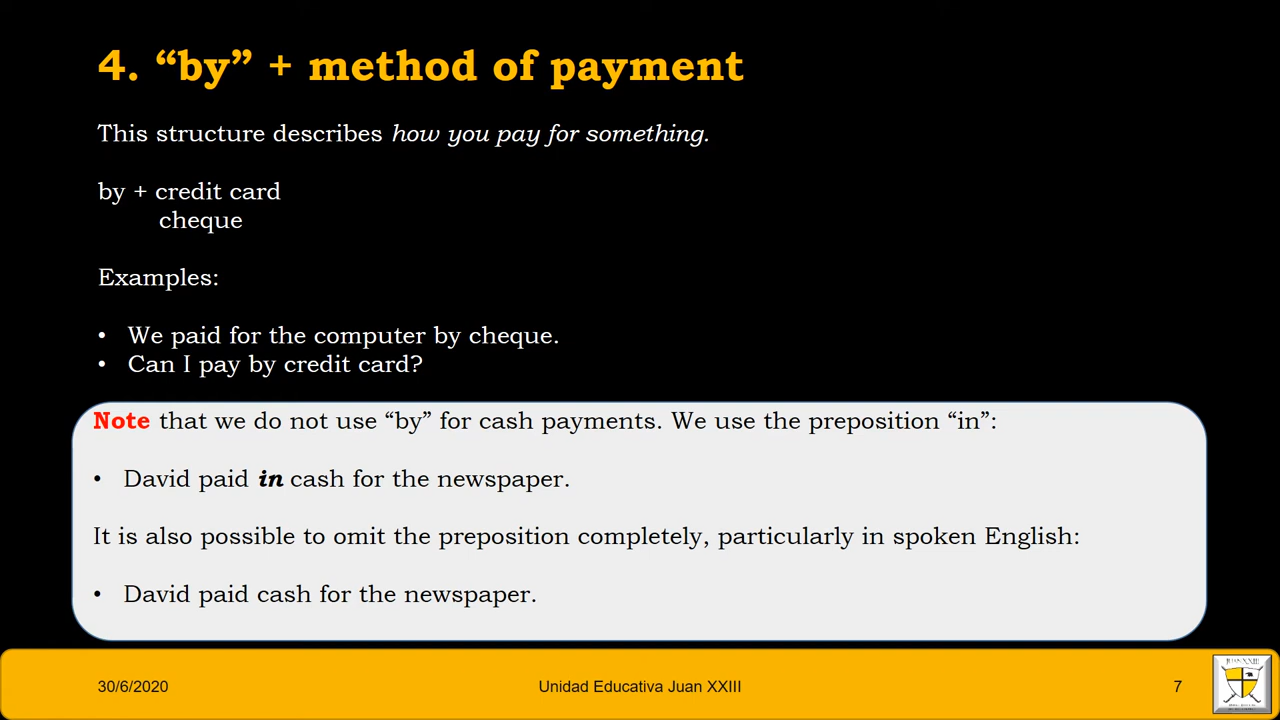 4. “by” + method of payment
This structure describes how you pay for something.
by + credit card
cheque
Examples:
• We paid for the computer by cheque.
• Can I pay by credit card?
Note that we do not use “by” for cash payments. We use the preposition “in”:
• David paid in cash for the newspaper.
It is also possible to omit the preposition completely, particularly in spoken English:
• David paid cash for the newspaper.
30/6/2020
Unidad Educativa Juan XXIII
7
JUAN XXIII